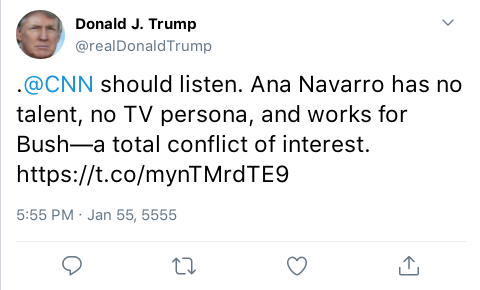 Donald J. Trump
@realDonaldTrump
.@CNN should listen. Ana Navarro has no
talent, no TV persona, and works for
Bush—a total conflict of interest.
https://t.co/mynTMrdTE9
5:55 PM · Jan 55, 5555